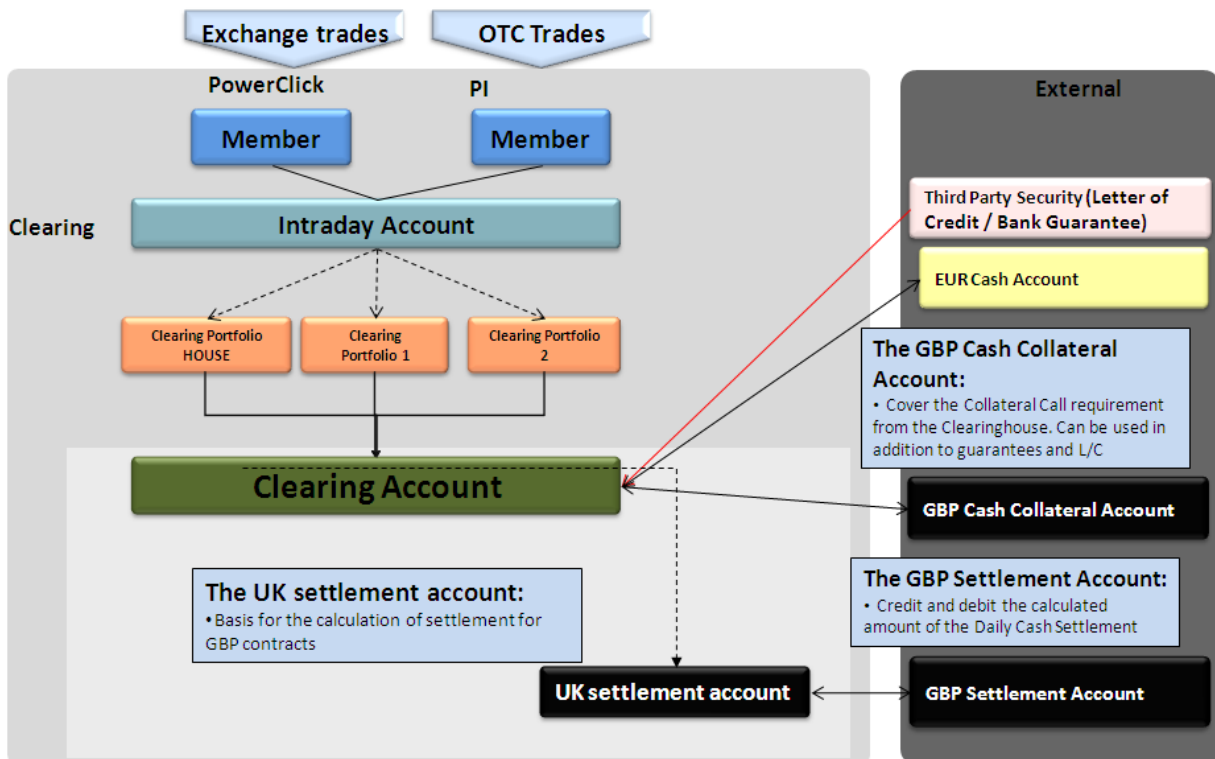 Exchange trades
OTC Trades
PowerClick
PI
External
Member
Member
Clearing
Intraday Account
Third Party Security (Letter of
Credit / Bank Guarantee)
EUR Cash Account
Clearing Portfolio
HOUSE
Clearing
Portfolio 1
Clearing Portfolio
2
The GBP Cash Collateral
Account:
• Cover the Collateral Call requirement
from the Clearinghouse. Can be used in
addition to guarantees and L/C
Clearing Account
GBP Cash Collateral Account
The UK settlement account:
•Basis for the calculation of settlement for
GBP contracts
The GBP Settlement Account:
• Credit and debit the calculated
amount of the Daily Cash Settlement
UK settlement account
GBP Settlement Account